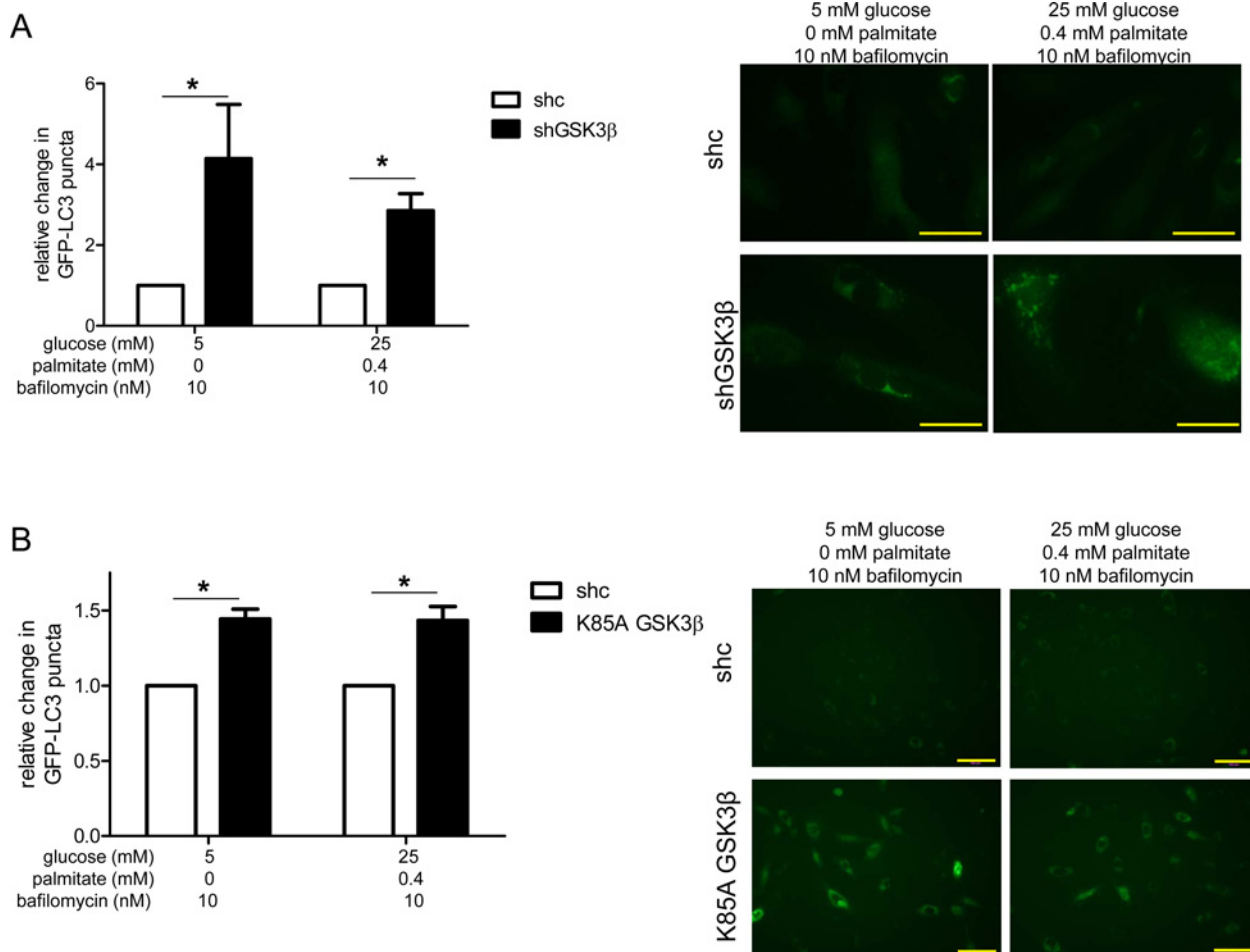 A
6
4
2
0
relative change in
GFP-LC3 puncta
*
*
shc
shGSK3β
glucose (mM) 5 25
palmitate (mM) 0 0.4
bafilomycin (nM) 10 10
5 mM glucose 25 mM glucose
0 mM palmitate 0.4 mM palmitate
10 nM bafilomycin 10 nM bafilomycin
shc
shGSK3β
B
1.5
1.0
0.5
0.0
relative change in
GFP-LC3 puncta
*
*
shc
K85A GSK3β
glucose (mM) 5 25
palmitate (mM) 0 0.4
bafilomycin (nM) 10 10
5 mM glucose 25 mM glucose
0 mM palmitate 0.4 mM palmitate
10 nM bafilomycin 10 nM bafilomycin
shc
K85A GSK3β